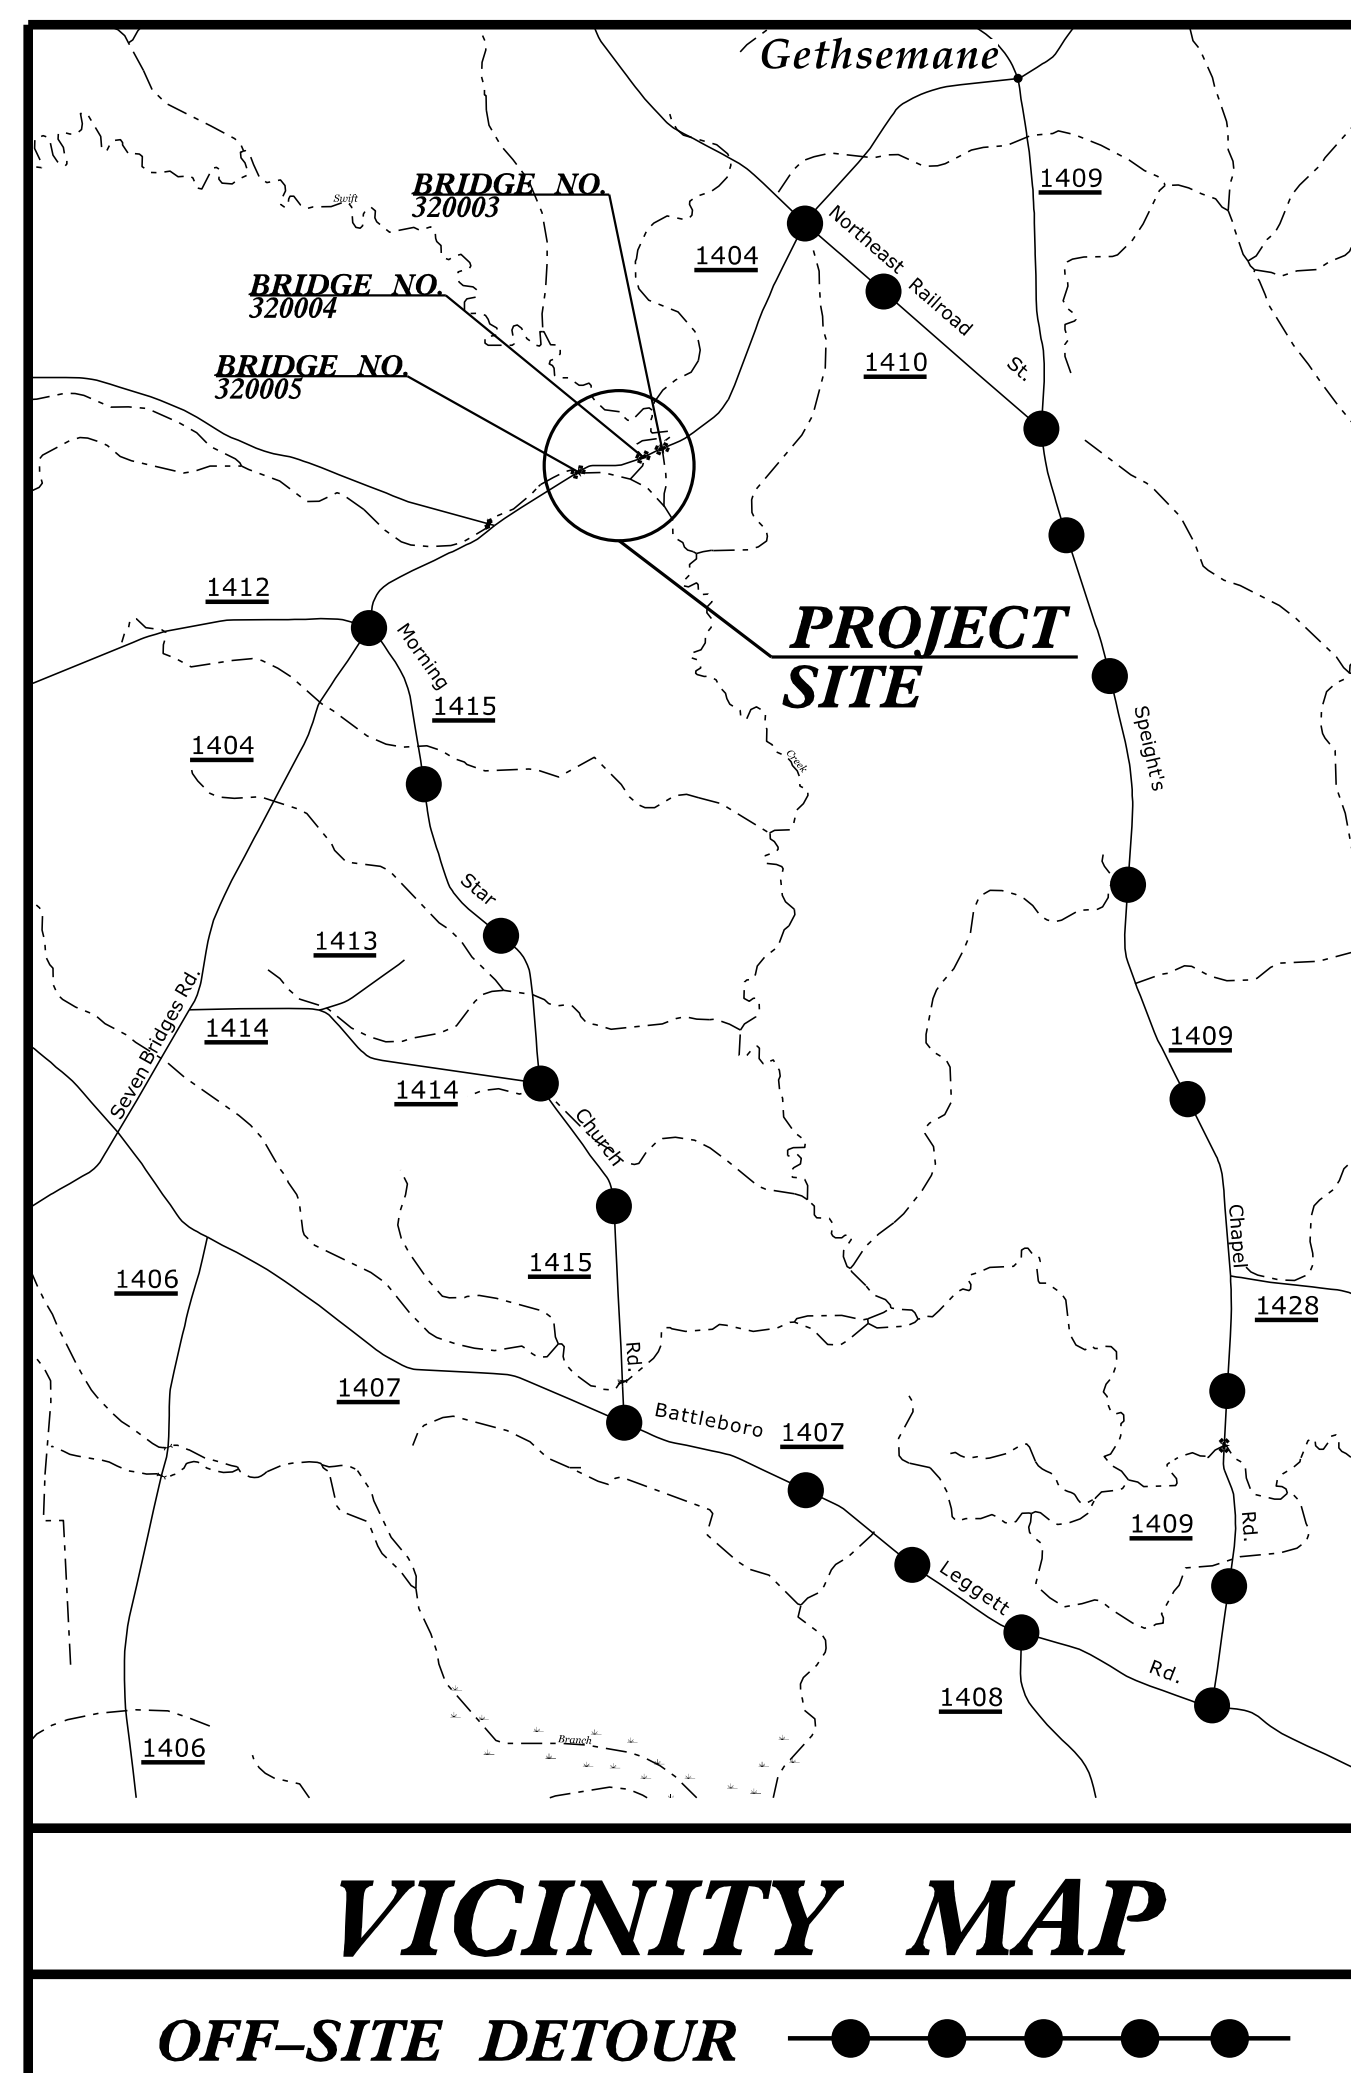 Gethsemane
1409
BRIDGE NO.
320003
Swift
Northeast Railroad St.
1404
BRIDGE NO.
320004
1410
BRIDGE NO.
320005
1412
PROJECT
SITE
Morning
1415
1404
Speight's
Creek
Star
1413
1414
Seven Bridges Rd.
1409
1414
Church
Chapel
1415
1406
1428
Rd.
1407
Battleboro
1407
1409
Rd.
Leggett
Rd.
1408
Branch
1406
VICINITY MAP
OFF-SITE DETOUR